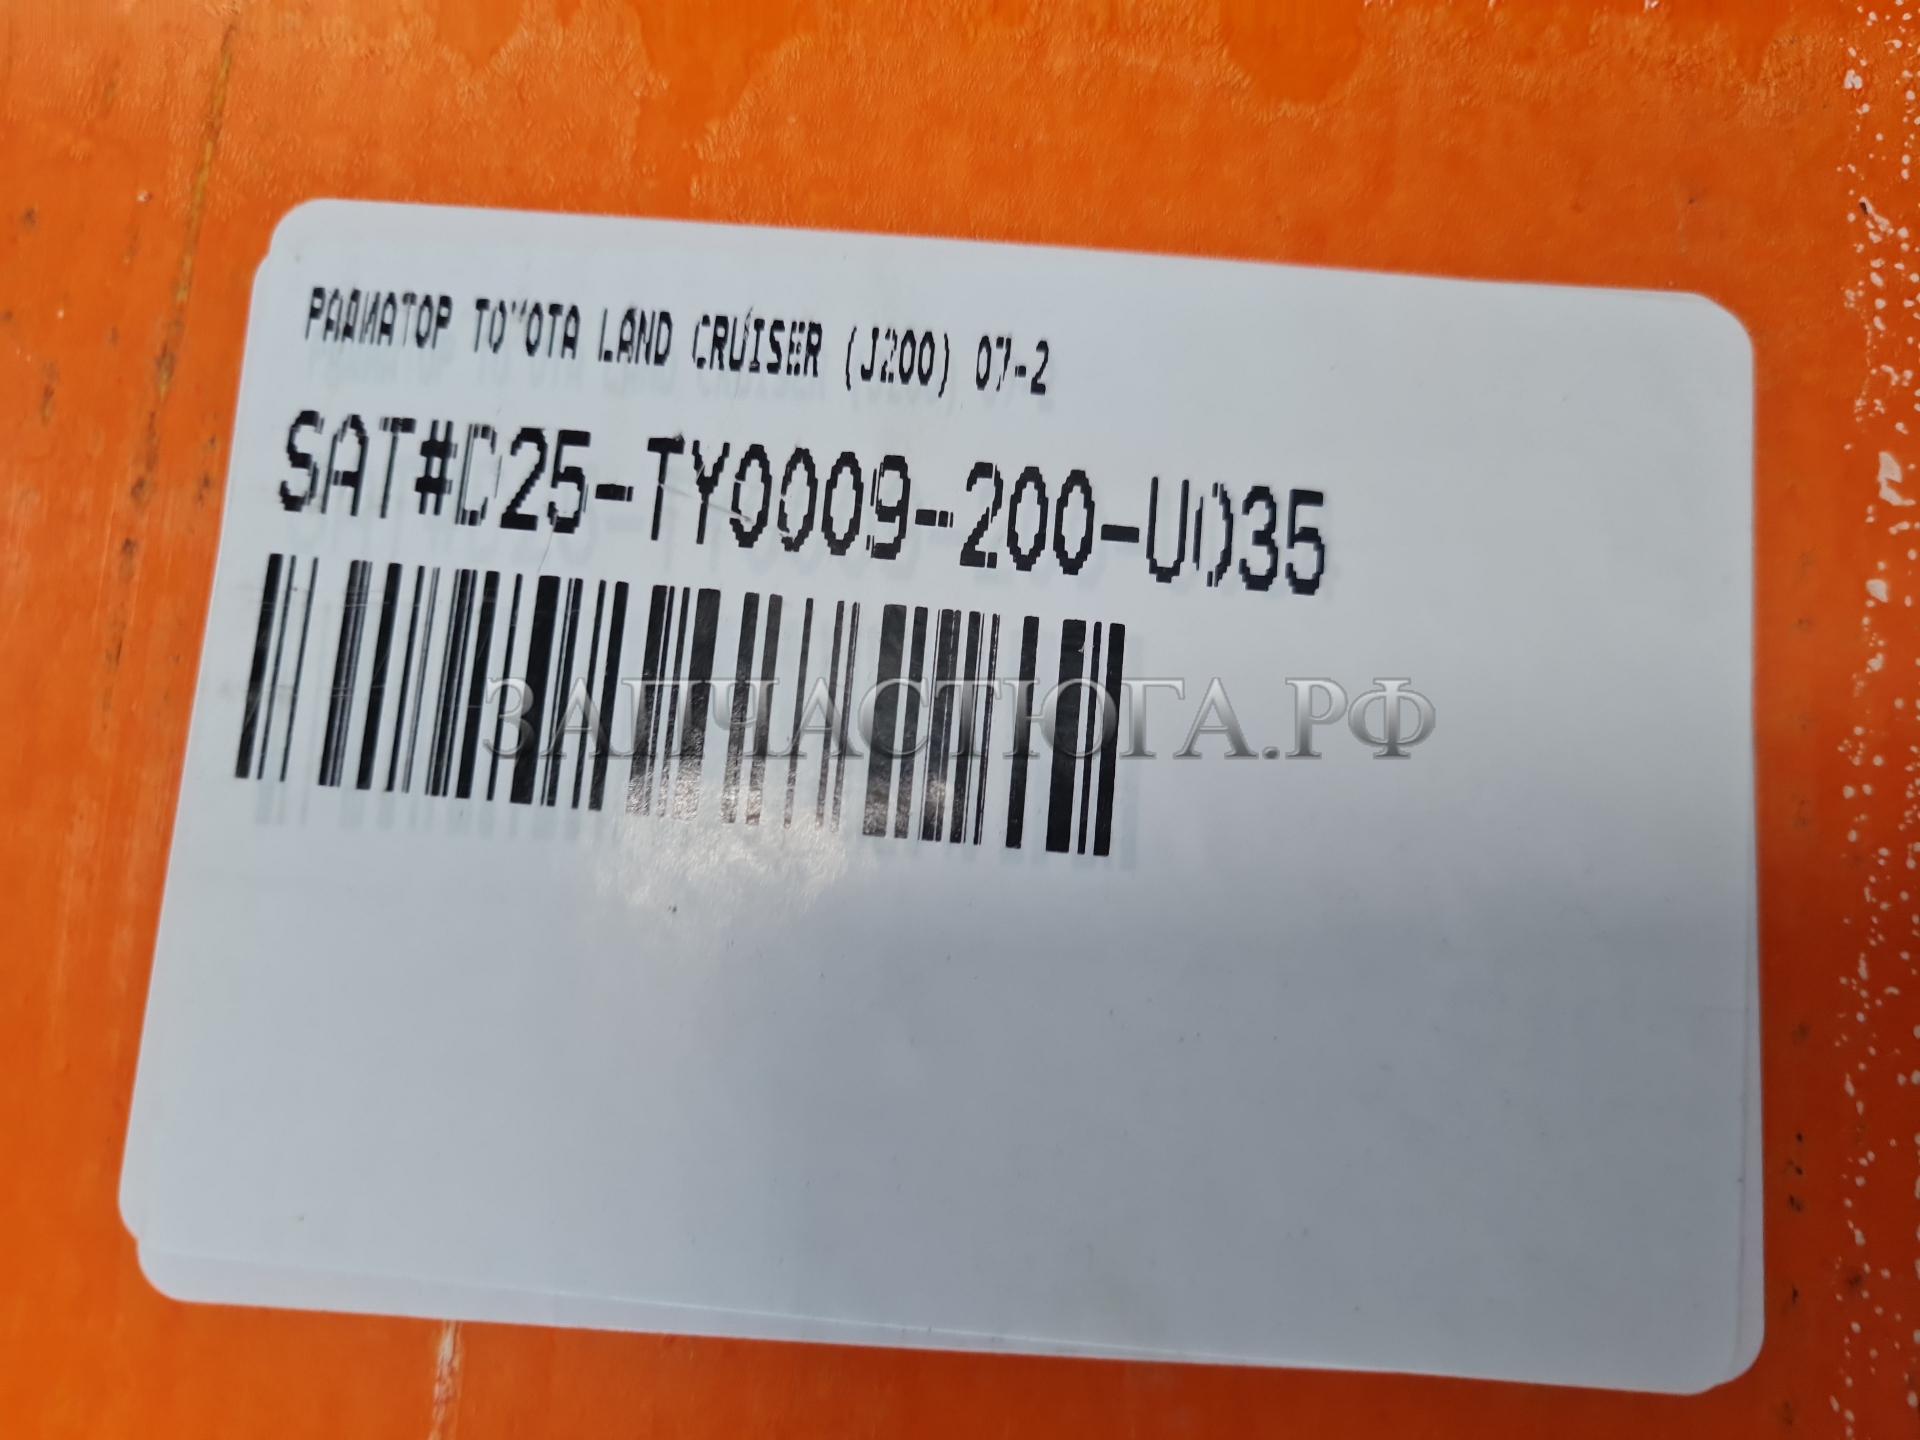 РАДИАТОР TOYOTA LAND CRUISER (J200) 07-2
SAT#D25-TY0009-200-U035
ЗАПЧАСТЮГА.РФ